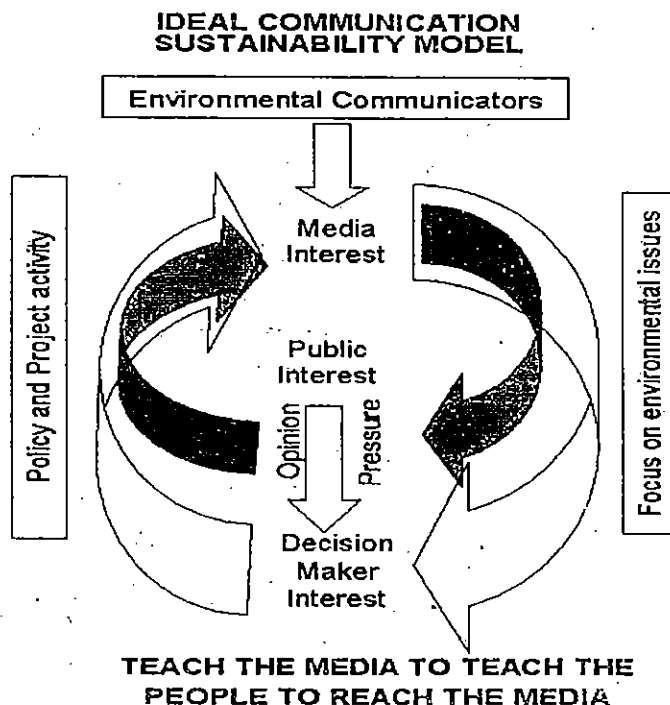 IDEAL COMMUNICATION
SUSTAINABILITY MODEL
Environmental Communicators
Media
Interest
Policy and Project activity
Focus on environmental issues
Public
Interest
Opinion
Pressure
Decision
Maker
Interest
TEACH THE MEDIA TO TEACH THE
PEOPLE TO REACH THE MEDIA